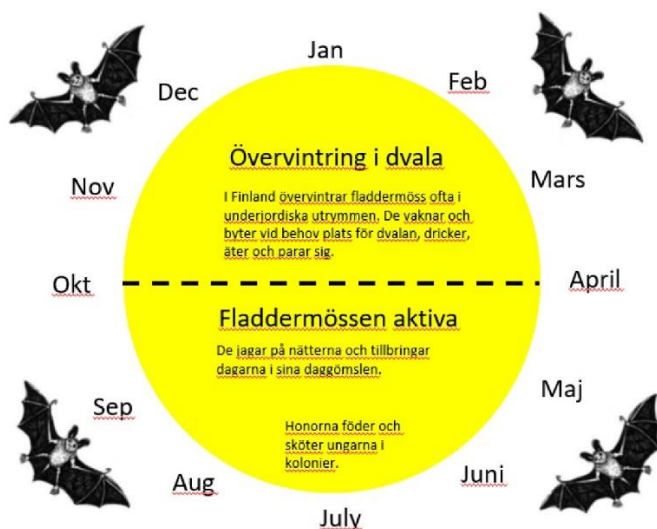 Jan
Dec
Feb
Övervintring i dvala
Nov
Mars
I Finland övervintrar fladdermöss ofta i
underjordiska utrymmen. De vaknar och
byter vid behov plats för dvalan, dricker,
äter och parar sig.
Okt
April
Fladdermössen aktiva
De jagar på nätterna och tillbringar
dagarna i sina daggömslen.
Maj
Sep
Honorna föder och
sköter ungarna i
kolonier.
Aug
Juni
July